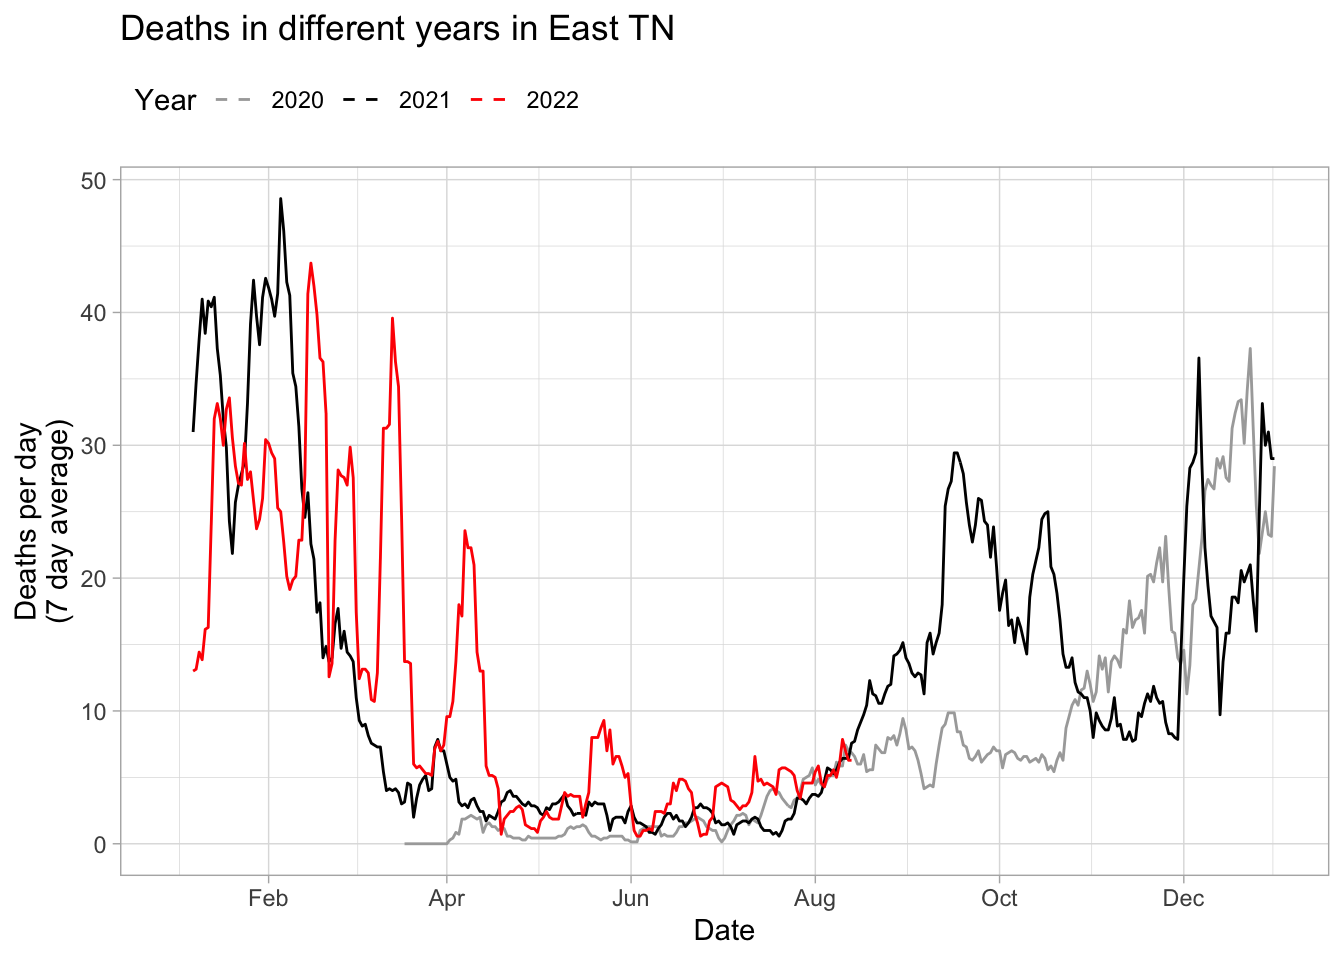 Deaths in different years in East TN
Year 2020 2021 2022
Deaths per day
(7 day average)
50
40
30
20
10
0
Feb Apr Jun Aug Oct Dec
Date